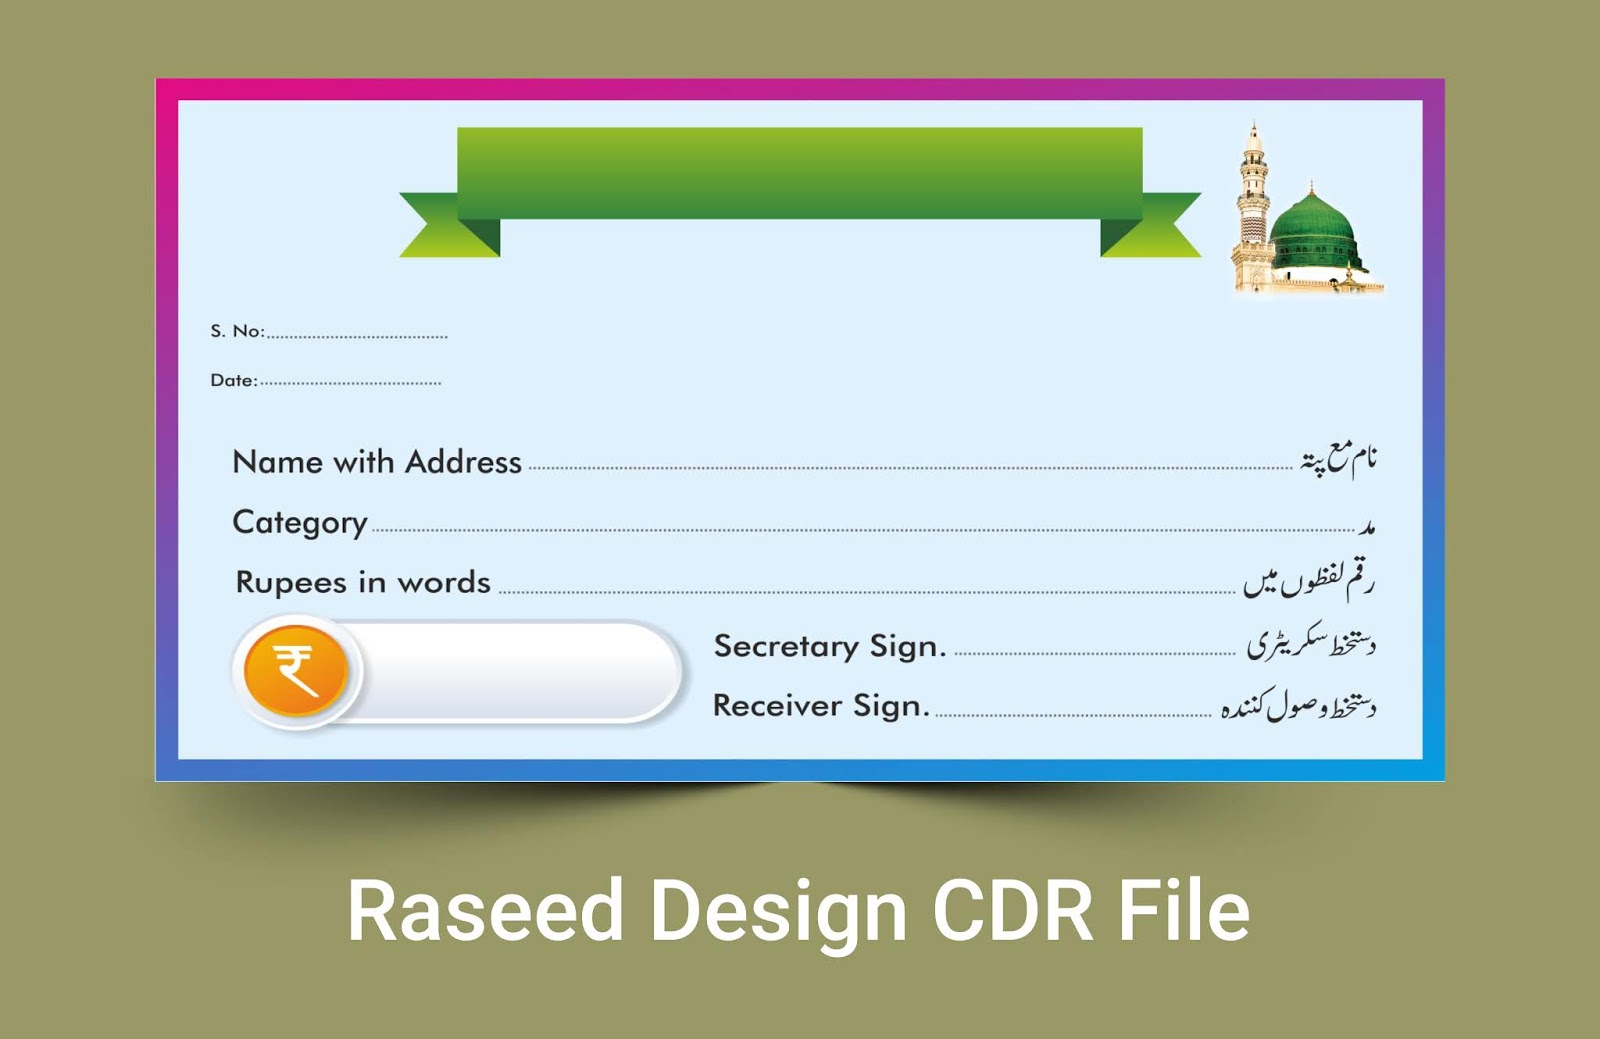 S. No:
Date:
Name with Address نام مع پتہ
Category مد
Rupees in words رقم لفظوں میں
₹
Secretary Sign. دستخط سکریٹری
Receiver Sign. دستخط وصول کنندہ
Raseed Design CDR File